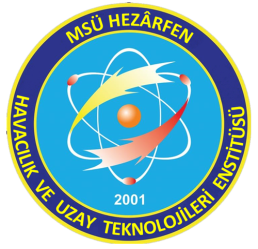 MSÜ HEZÂRFEN
HAVACILIK VE UZAY TEKNOLOJİLERİ ENSTİTÜSÜ
2001